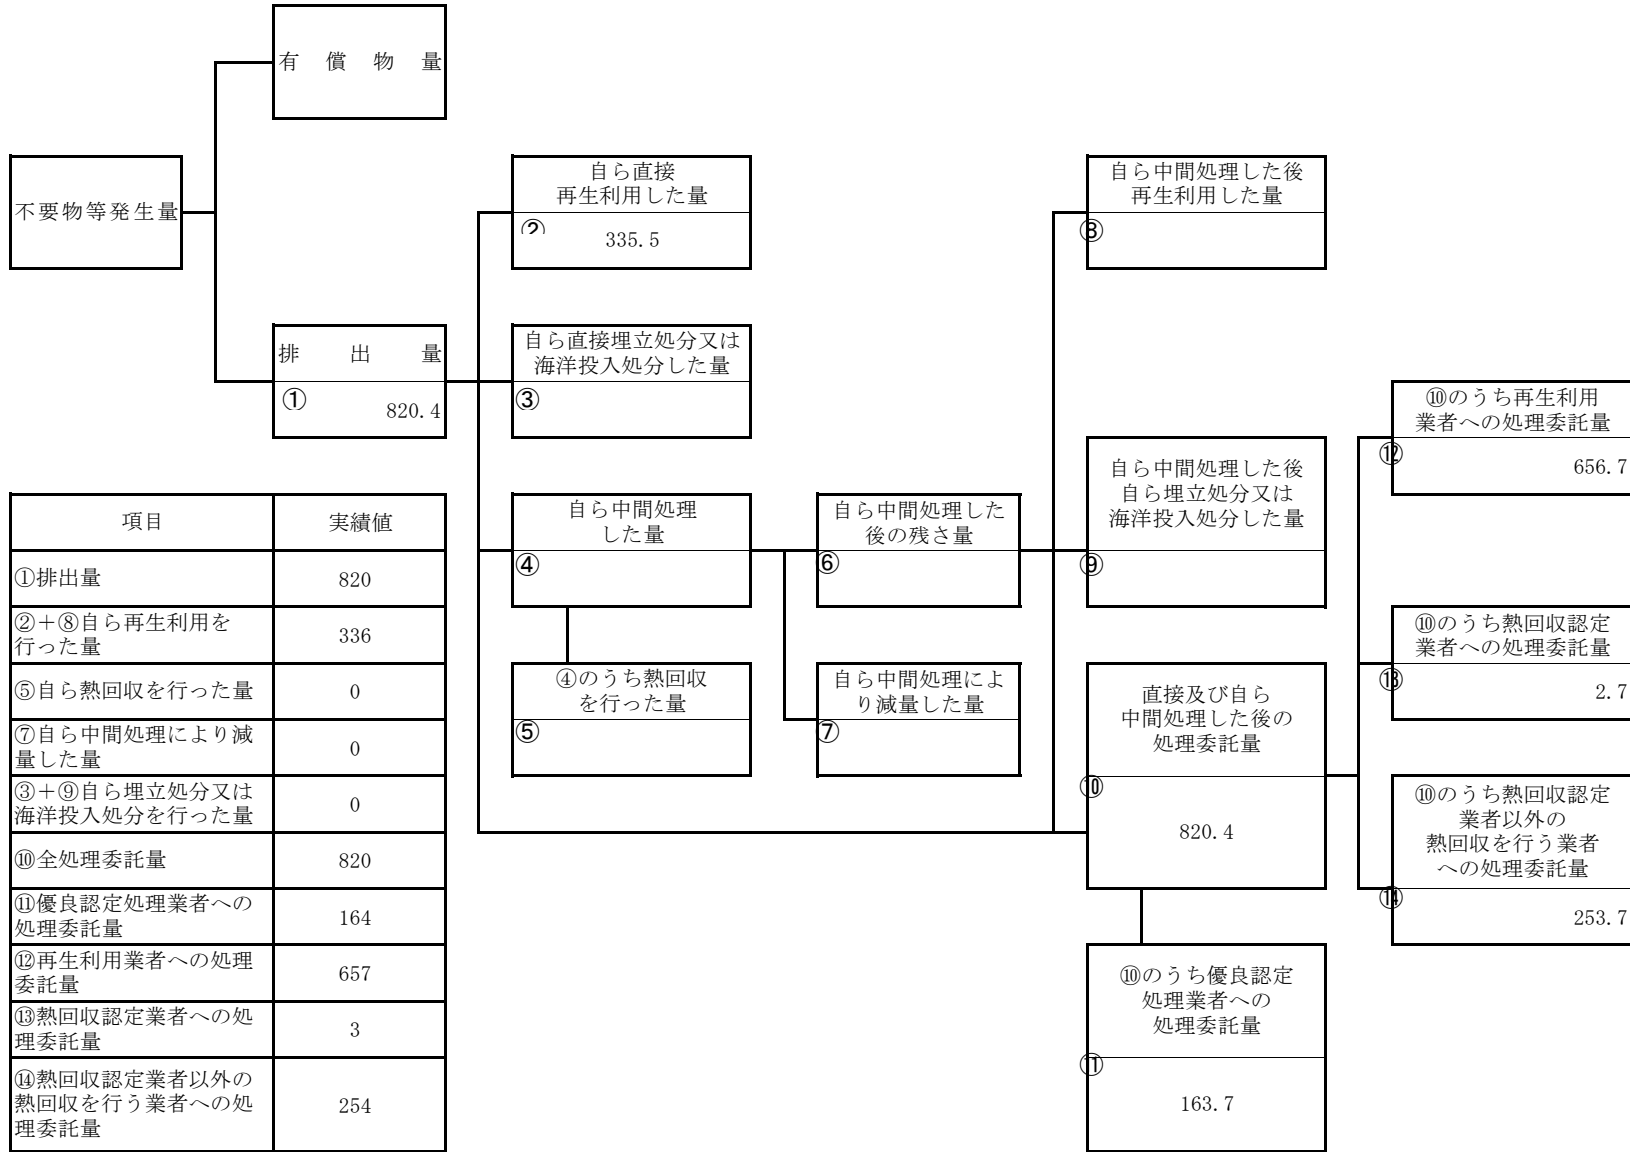 有償物量
不要物等発生量
排出量
①
820.4
自ら直接
再生利用した量
②
335.5
自ら直接埋立処分又は
海洋投入処分した量
③
自ら中間処理
した量
④
④のうち熱回収
を行った量
⑤
自ら中間処理した
後の残さ量
⑥
自ら中間処理によ
り減量した量
⑦
自ら中間処理した後
再生利用した量
⑧
自ら中間処理した後
自ら埋立処分又は
海洋投入処分した量
⑨
直接及び自ら
中間処理した後の
処理委託量
⑩
820.4
⑩のうち優良認定
処理業者への
処理委託量
⑪
163.7
⑩のうち再生利用
業者への処理委託量
⑫
656.7
⑩のうち熱回収認定
業者への処理委託量
⑬
2.7
⑩のうち熱回収認定
業者以外の
熱回収を行う業者
への処理委託量
⑭
253.7
項目 実績値
①排出量 820
②+⑧自ら再生利用を
行った量 336
⑤自ら熱回収を行った量 0
⑦自ら中間処理により減
量した量 0
③+⑨自ら埋立処分又は
海洋投入処分を行った量 0
⑩全処理委託量 820
⑪優良認定処理業者への
処理委託量 164
⑫再生利用業者への処理
委託量 657
⑬熱回収認定業者への処
理委託量 3
⑭熱回収認定業者以外の
熱回収を行う業者への処
理委託量 254